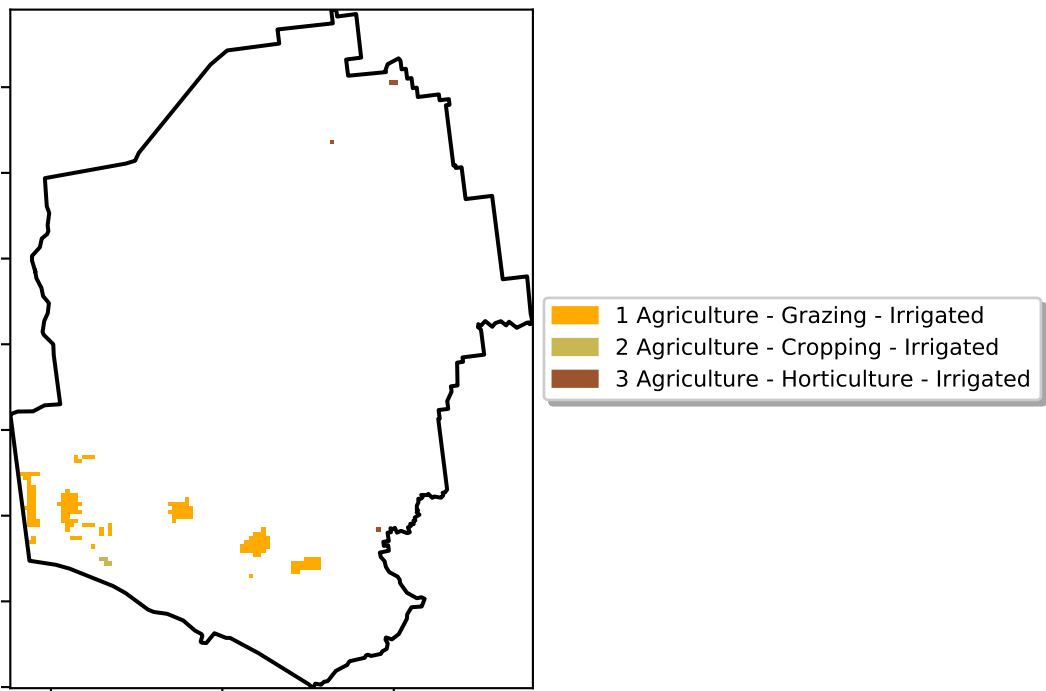 1 Agriculture - Grazing - Irrigated
2 Agriculture - Cropping - Irrigated
3 Agriculture - Horticulture - Irrigated